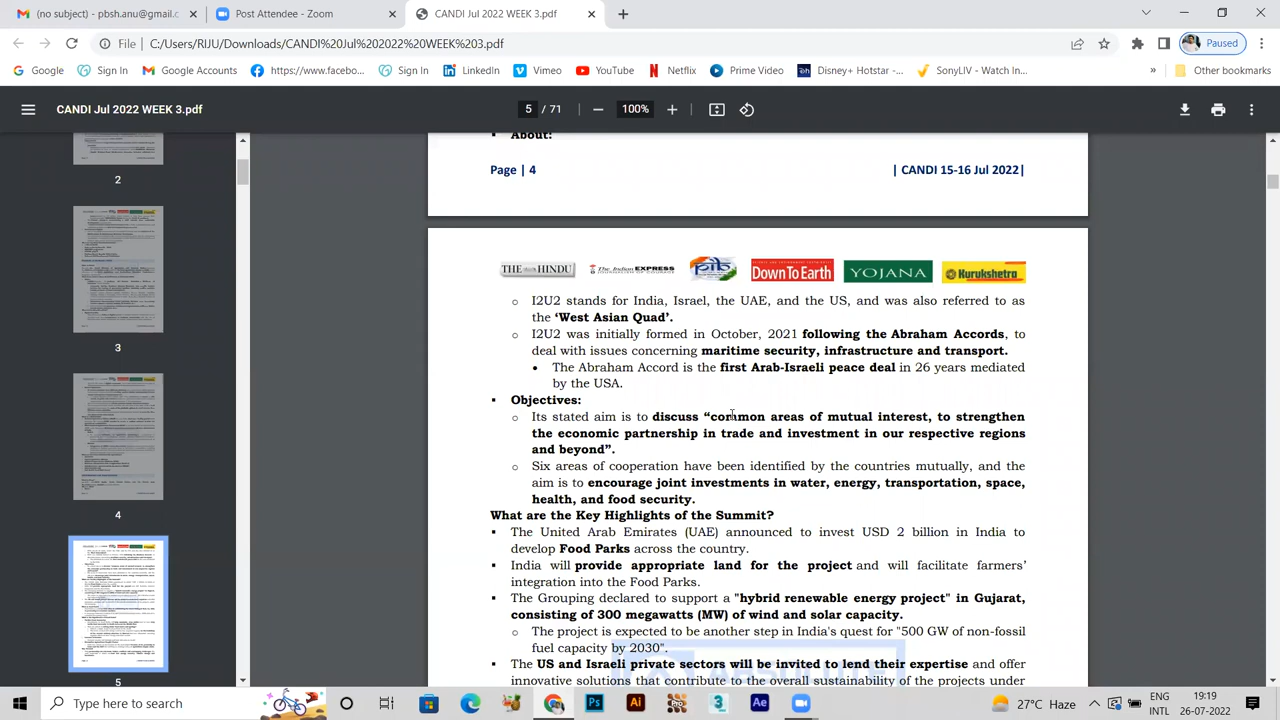 (no subject) - pbshanu@gmail.c
Post Attendee - Zoom
CANDI Jul 2022 WEEK 3.pdf
File
C:/Users/RIJU/Downloads/CANDI%20Jul%202022%20WEEK%203.pdf
Paused
Google
Sign In
Google Accounts
https://www.facebo...
Sign In
LinkedIn
Vimeo
YouTube
Netflix
Prime Video
Disney+ Hotstar -...
SonyLIV - Watch In...
»
Other bookmarks
CANDI Jul 2022 WEEK 3.pdf
5 / 71
100%
2
3
4
5
▪ About:
Page | 4
| CANDI 15-16 Jul 2022|
THE HINDU
The Indian EXPRESS
DownToEarth
YOJANA
Kurukshetra
o I2U2 stands for India, Israel, the UAE, and the US, and was also referred to as
the ‘West Asian Quad’.
o I2U2 was initially formed in October, 2021 following the Abraham Accords, to
deal with issues concerning maritime security, infrastructure and transport.
The Abraham Accord is the first Arab-Israeli peace deal in 26 years mediated
by the USA.
▪ Objectives:
o Its stated aim is to discuss “common areas of mutual interest, to strengthen
the economic partnership in trade and investment in our respective regions
and beyond”.
o Six areas of cooperation have been identified by the countries mutually, and the
aim is to encourage joint investments in water, energy, transportation, space,
health, and food security.
What are the Key Highlights of the Summit?
▪ The United Arab Emirates (UAE) announced to invest USD 2 billion in India to
develop Food Parks across the country.
▪ India will provide appropriate land for the project and will facilitate farmers’
integration into the Food Parks.
▪ The Grouping declared to support a "hybrid renewable energy project" in Gujarat,
consisting of 300 megawatts (MW) of wind and solar capacity.
o The project is expected to be another step in India's quest for "500 GW of non-fossil
fuel capacity by 2030".
▪ The US and Israeli private sectors will be invited to lend their expertise and offer
innovative solutions that contribute to the overall sustainability of the projects under
Type here to search
Ps
Ai
Pro
3
Ae
27°C Haze
ENG
INTL
19:19
26-07-2022